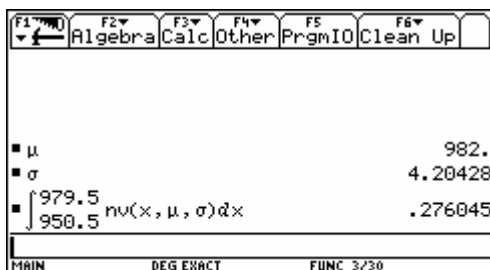 F1 F2 F3 F4 F5 F6
Algebra Calc Other PrgmIO Clean Up
▪ μ 982.
▪ σ 4.20428
▪ ∫ 979.5 950.5 nv(x,μ,σ)dx .276045
MAIN DEG EXACT FUNC 3/30